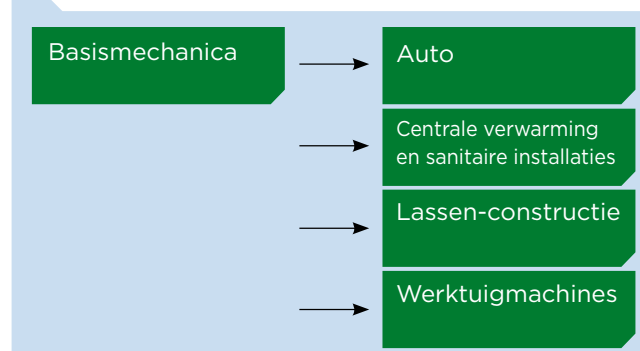 Basismechanica
Auto
Centrale verwarming
en sanitaire installaties
Lassen-constructie
Werktuigmachines